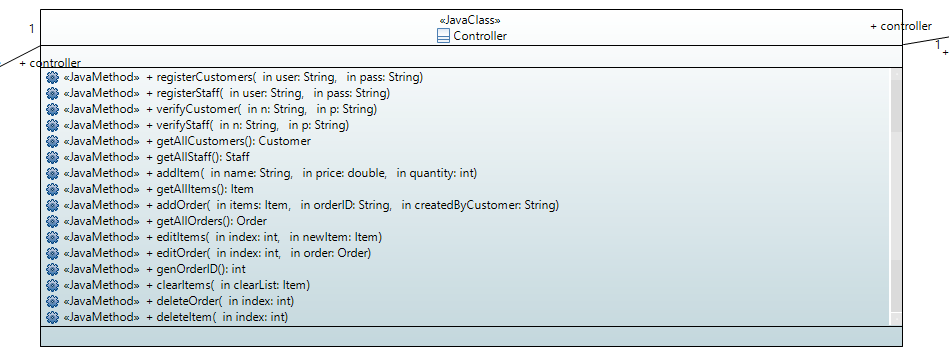 «JavaClass»
Controller
1
+ controller
+ controller
1
+
«JavaMethod» + registerCustomers( in user: String, in pass: String)
«JavaMethod» + registerStaff( in user: String, in pass: String)
«JavaMethod» + verifyCustomer( in n: String, in p: String)
«JavaMethod» + verifyStaff( in n: String, in p: String)
«JavaMethod» + getAllCustomers(): Customer
«JavaMethod» + getAllStaff(): Staff
«JavaMethod» + addItem( in name: String, in price: double, in quantity: int)
«JavaMethod» + getAllItems(): Item
«JavaMethod» + addOrder( in items: Item, in orderID: String, in createdByCustomer: String)
«JavaMethod» + getAllOrders(): Order
«JavaMethod» + editItems( in index: int, in newItem: Item)
«JavaMethod» + editOrder( in index: int, in order: Order)
«JavaMethod» + genOrderID(): int
«JavaMethod» + clearItems( in clearList: Item)
«JavaMethod» + deleteOrder( in index: int)
«JavaMethod» + deleteItem( in index: int)